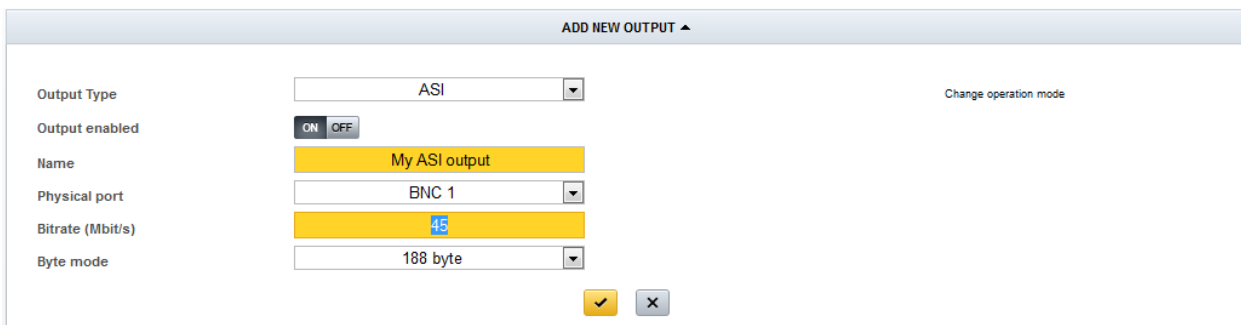 ADD NEW OUTPUT
Output Type ASI Change operation mode
Output enabled ON OFF
Name My ASI output
Physical port BNC 1
Bitrate (Mbit/s) 45
Byte mode 188 byte